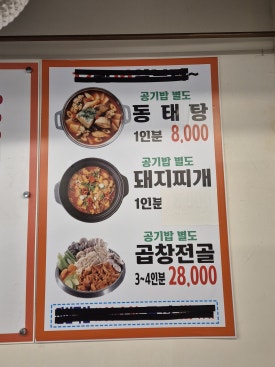 공기밥 별도
동태탕
1인분 8,000
공기밥 별도
돼지찌개
1인분
공기밥 별도
곱창전골
3~4인분 28,000